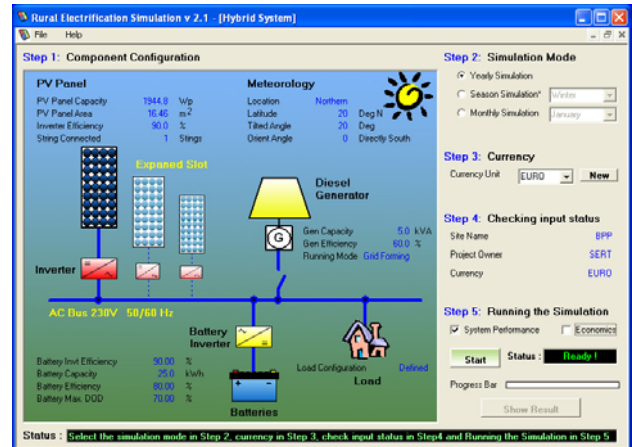 Rural Electrification Simulation v 2.1 - [Hybrid System]
File Help
Step 1: Component Configuration
PV Panel
PV Panel Capacity 1944.8 Wp
PV Panel Area 16.46 m2
Inverter Efficiency 90.0 %
String Connected 1 Stings
Meteorology
Location Northern
Latitude 20 Deg N
Tilted Angle 20 Deg
Orient Angle 0 Directly South
Expaned Slot
Diesel
Generator
G
Gen Capacity 5.0 kVA
Gen Efficiency 60.0 %
Running Mode Grid Forming
Inverter
AC Bus 230V 50/60 Hz
Battery
Inverter
Battery Invt Efficiency 90.00 %
Battery Capacity 25.0 kWh
Battery Efficiency 80.00 %
Battery Max. DOD 70.00 %
Batteries
Load Configuration Defined
Load
Step 2: Simulation Mode
Yearly Simulation
Season Simulation* Winter
Monthly Simulation January
Step 3: Currency
Currency Unit EURO New
Step 4: Checking input status
Site Name BPP
Project Owner SERT
Currency EURO
Step 5: Running the Simulation
System Performance Economics
Start Status : Ready !
Progress Bar
Show Result
Status : Select the simulation mode in Step 2, currency in Step 3, check input status in Step4 and Running the Simulation in Step 5